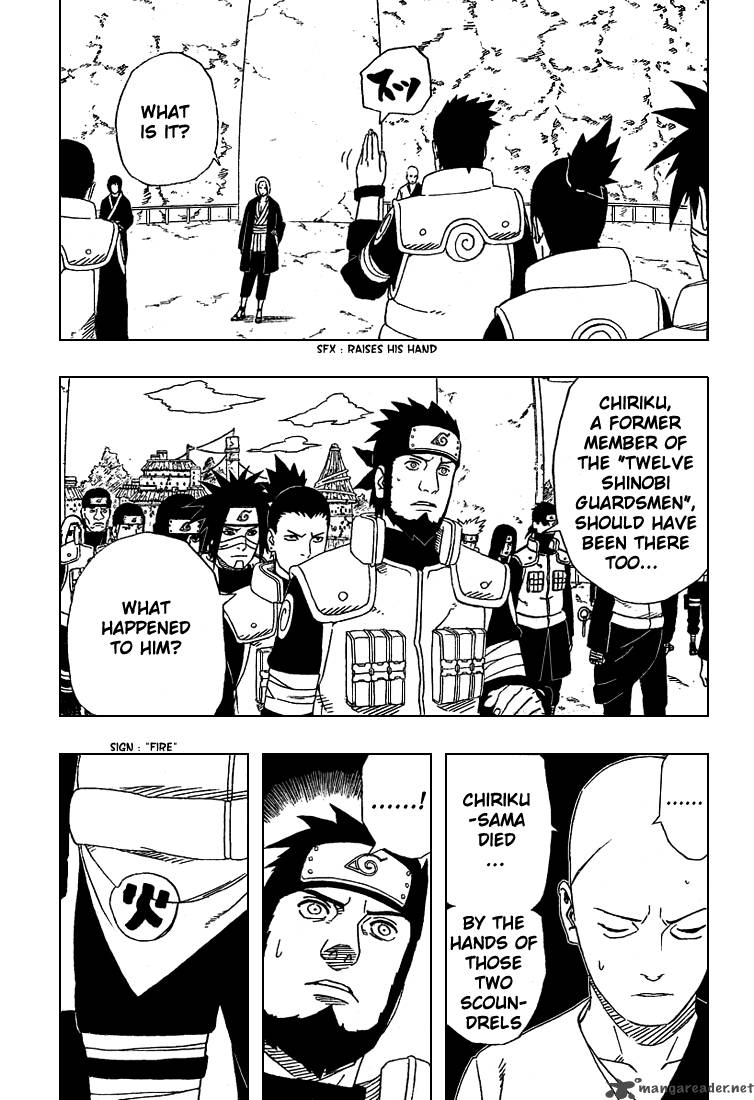 スッ
WHAT
IS IT?
SFX : RAISES HIS HAND
CHIRIKU,
A FORMER
MEMBER OF
THE "TWELVE
SHINOBI
GUARDSMEN",
SHOULD HAVE
BEEN THERE
TOO...
WHAT
HAPPENED
TO HIM?
......
CHIRIKU
-SAMA
DIED
...
BY THE
HANDS OF
THOSE
TWO
SCOUN-
DRELS
......!
SIGN : "FIRE"
火
mangareader.net